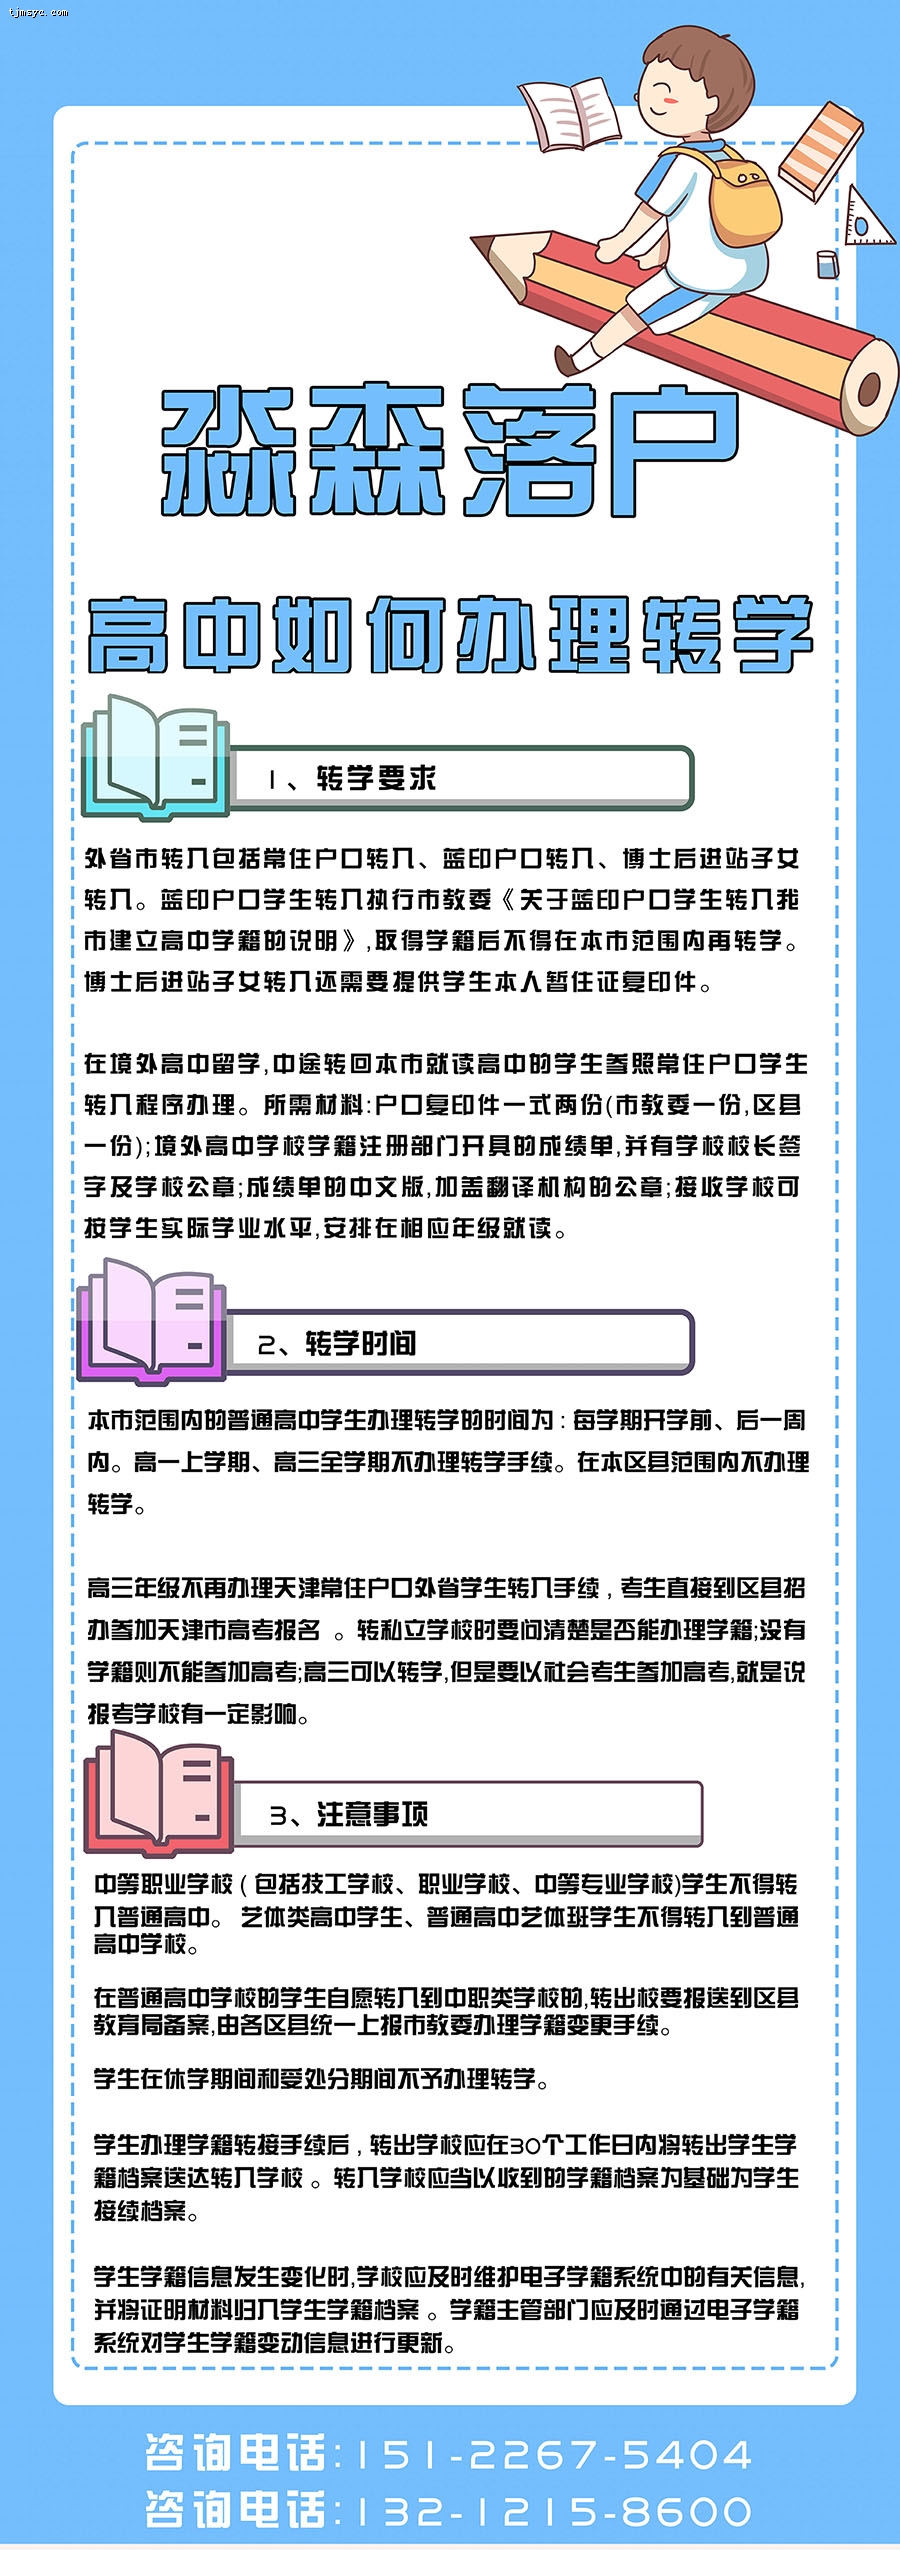 tjmsyc.com
淼森落户
高中如何办理转学
1、转学要求
外省市转入包括常住户口转入、蓝印户口转入、博士后进站子女
转入。蓝印户口学生转入执行市教委《关于蓝印户口学生转入我
市建立高中学籍的说明》,取得学籍后不得在本市范围内再转学。
博士后进站子女转入还需要提供学生本人暂住证复印件。
在境外高中留学,中途转回本市就读高中的学生参照常住户口学生
转入程序办理。所需材料:户口复印件一式两份(市教委一份,区县
一份);境外高中学校学籍注册部门开具的成绩单,并有学校校长签
字及学校公章;成绩单的中文版,加盖翻译机构的公章;接收学校可
按学生实际学业水平,安排在相应年级就读。
2、转学时间
本市范围内的普通高中学生办理转学的时间为：每学期开学前、后一周
内。高一上学期、高三全学期不办理转学手续。在本区县范围内不办理
转学。
高三年级不再办理天津常住户口外省学生转入手续，考生直接到区县招
办参加天津市高考报名 。转私立学校时要问清楚是否能办理学籍;没有
学籍则不能参加高考;高三可以转学,但是要以社会考生参加高考,就是说
报考学校有一定影响。
3、注意事项
中等职业学校（包括技工学校、职业学校、中等专业学校)学生不得转
入普通高中。 艺体类高中学生、普通高中艺体班学生不得转入到普通
高中学校。
在普通高中学校的学生自愿转入到中职类学校的,转出校要报送到区县
教育局备案,由各区县统一上报市教委办理学籍变更手续。
学生在休学期间和受处分期间不予办理转学。
学生办理学籍转接手续后，转出学校应在30个工作日内将转出学生学
籍档案送达转入学校 。转入学校应当以收到的学籍档案为基础为学生
接续档案。
学生学籍信息发生变化时,学校应及时维护电子学籍系统中的有关信息,
并将证明材料归入学生学籍档案 。学籍主管部门应及时通过电子学籍
系统对学生学籍变动信息进行更新。
咨询电话:151-2267-5404
咨询电话:132-1215-8600